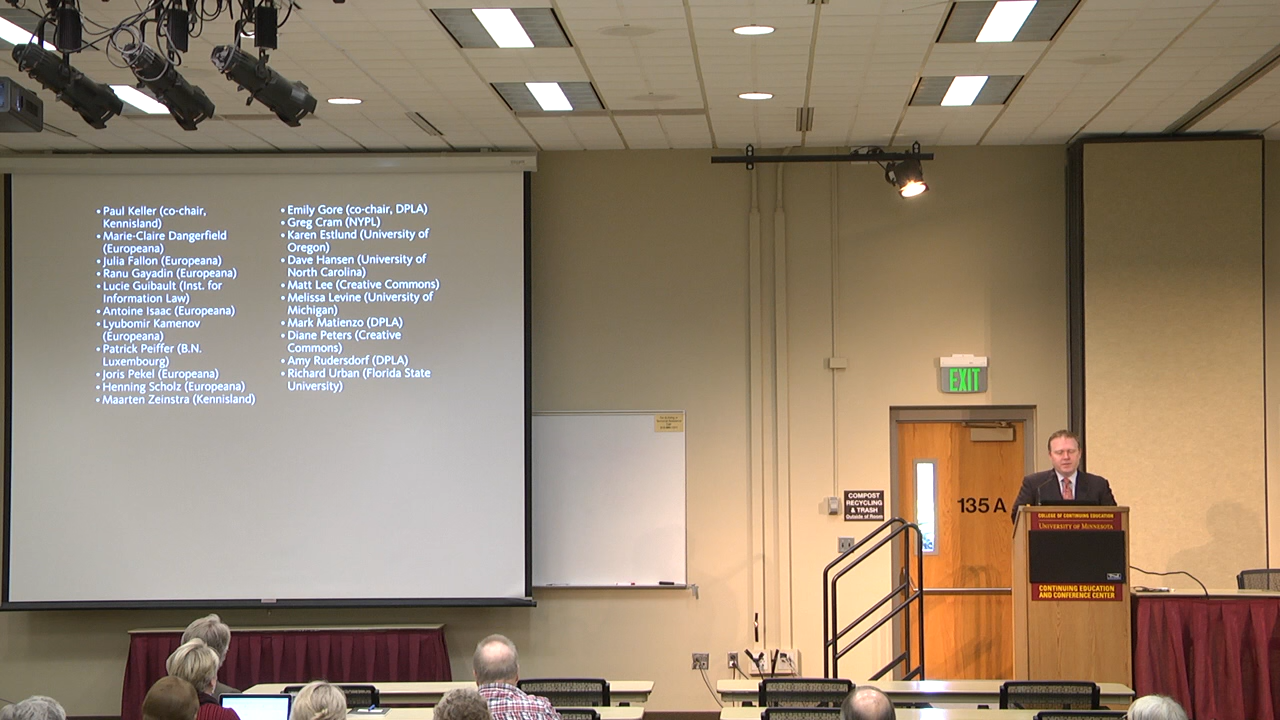 • Paul Keller (co-chair,
Kennisland)
• Marie-Claire Dangerfield
(Europeana)
• Julia Fallon (Europeana)
• Ranu Gayadin (Europeana)
• Lucie Guibault (Inst. for
Information Law)
• Antoine Isaac (Europeana)
• Lyubomir Kamenov
(Europeana)
• Patrick Peiffer (B.N.
Luxembourg)
• Joris Pekel (Europeana)
• Henning Scholz (Europeana)
• Maarten Zeinstra (Kennisland)
• Emily Gore (co-chair, DPLA)
• Greg Cram (NYPL)
• Karen Estlund (University of
Oregon)
• Dave Hansen (University of
North Carolina)
• Matt Lee (Creative Commons)
• Melissa Levine (University of
Michigan)
• Mark Matienzo (DPLA)
• Diane Peters (Creative
Commons)
• Amy Rudersdorf (DPLA)
• Richard Urban (Florida State
University)
EXIT
COMPOST
RECYCLING
& TRASH
Outside of Room
135 A
COLLEGE OF CONTINUING EDUCATION
UNIVERSITY OF MINNESOTA
CONTINUING EDUCATION
AND CONFERENCE CENTER